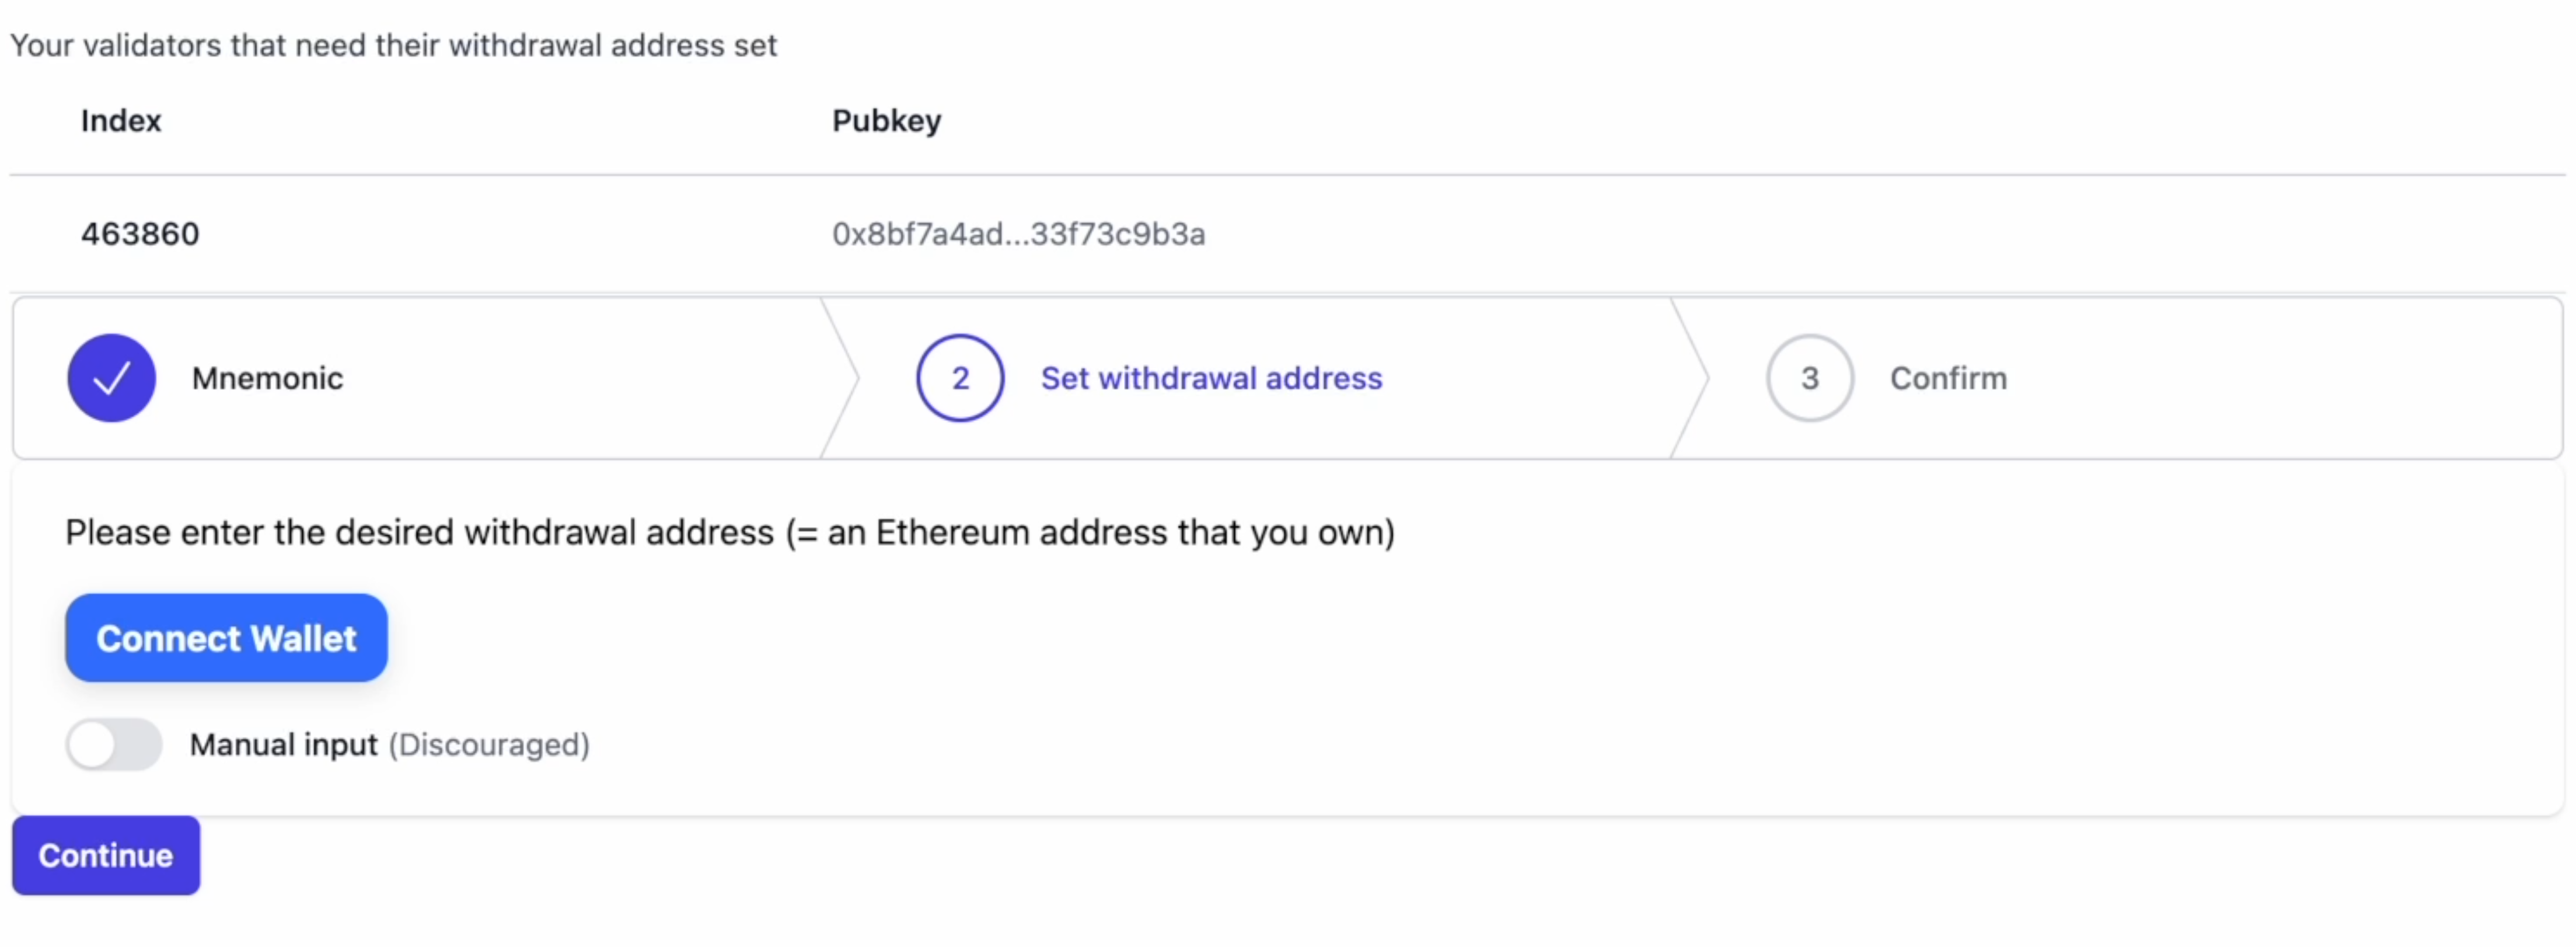 Your validators that need their withdrawal address set
Index Pubkey
463860 0x8bf7a4ad...33f73c9b3a
Mnemonic 2 Set withdrawal address 3 Confirm
Please enter the desired withdrawal address (= an Ethereum address that you own)
Connect Wallet
Manual input (Discouraged)
Continue